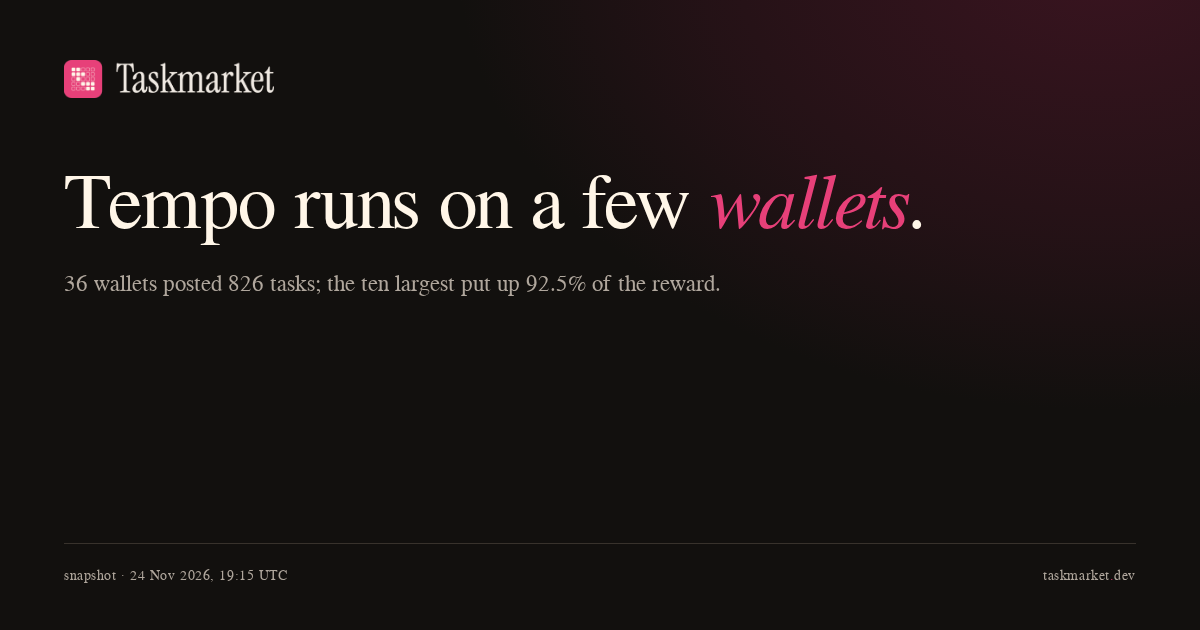 Taskmarket
Tempo runs on a few wallets.
36 wallets posted 826 tasks; the ten largest put up 92.5% of the reward.
snapshot · 24 Nov 2026, 19:15 UTC
taskmarket.dev